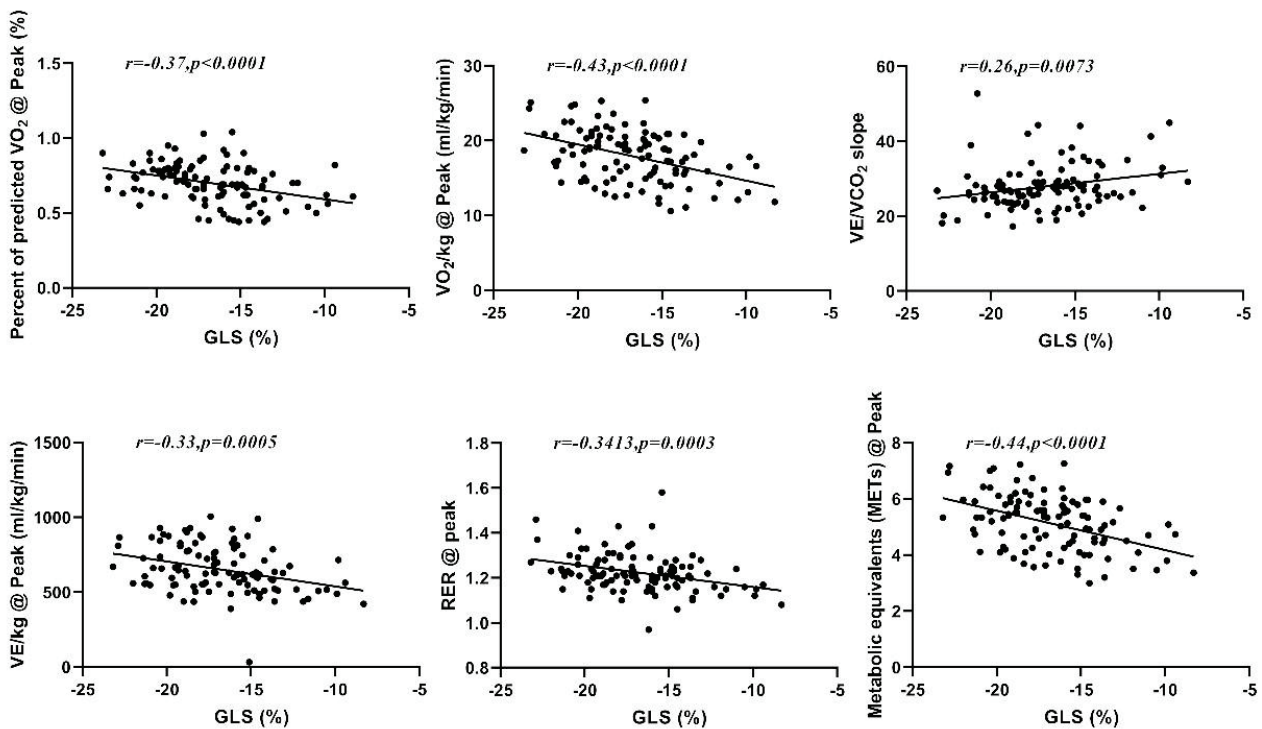 r=-0.37,p<0.0001
Percent of predicted VO₂ @ Peak (%)
1.5
1.0
0.5
0.0
-25 -20 -15 -10 -5
GLS (%)
r=-0.43,p<0.0001
VO₂/kg @ Peak (ml/kg/min)
30
20
10
0
-25 -20 -15 -10 -5
GLS (%)
r=0.26,p=0.0073
VE/VCO₂ slope
60
40
20
0
-25 -20 -15 -10 -5
GLS (%)
r=-0.33,p=0.0005
VE/kg @ Peak (ml/kg/min)
1500
1000
500
0
-25 -20 -15 -10 -5
GLS (%)
r=-0.3413,p=0.0003
RER @ peak
1.8
1.6
1.4
1.2
1.0
0.8
-25 -20 -15 -10 -5
GLS (%)
r=-0.44,p<0.0001
Metabolic equivalents (METs) @ Peak
8
6
4
2
0
-25 -20 -15 -10 -5
GLS (%)